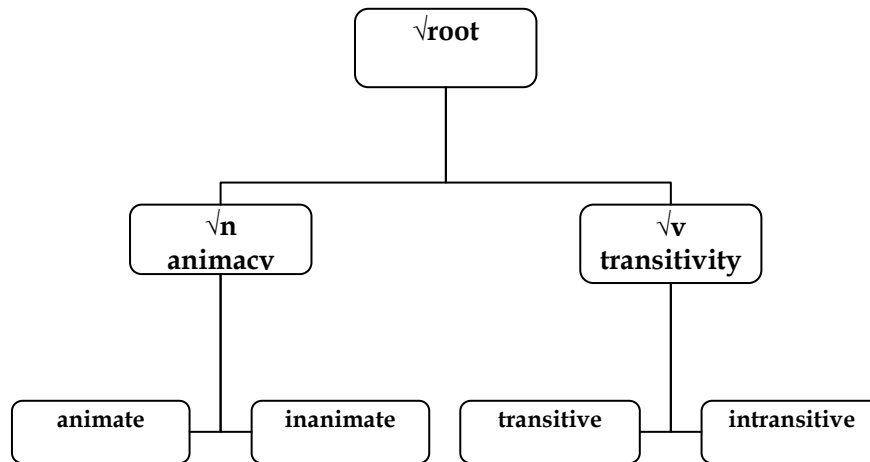 √root
√n
animacy
√v
transitivity
animate
inanimate
transitive
intransitive